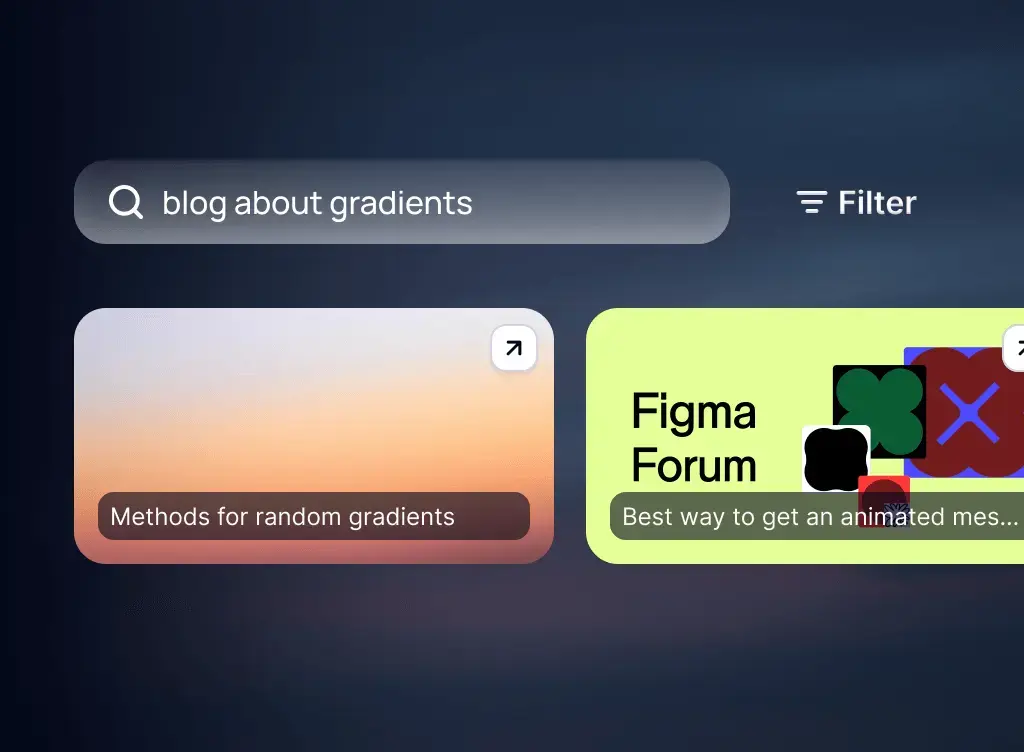 blog about gradients
Filter
Figma
Forum
Methods for random gradients
Best way to get an animated mes...